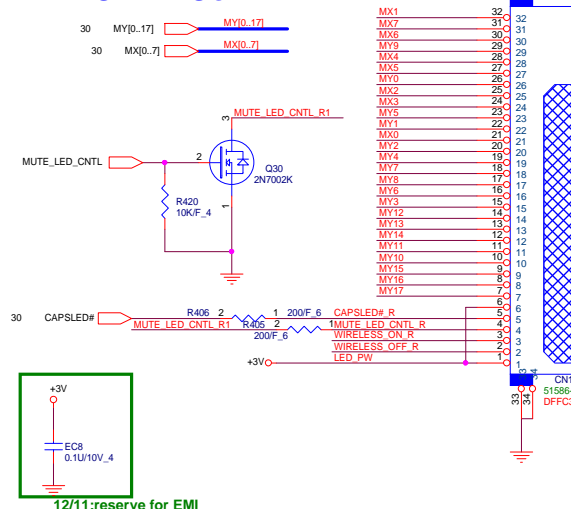 30 MY[0..17] MY[0..17]
30 MX[0..7] MX[0..7]
MX1 32 32
MX7 31 31
MX6 30 30
MY9 29 29
MX4 28 28
MX5 27 27
MY0 26 26
MX2 25 25
MX3 24 24
MY5 23 23
MY1 22 22
MX0 21 21
MY2 20 20
MY4 19 19
MY7 18 18
MY8 17 17
MY6 16 16
MY3 15 15
MY12 14 14
MY13 13 13
MY14 12 12
MY11 11 11
MY10 10 10
MY15 9 9
MY16 8 8
MY17 7 7
6 6
3 MUTE_LED_CNTL_R1
MUTE_LED_CNTL 2
Q30
2N7002K
1
R420
10K/F_4
30 CAPSLED# R406 2 1 200/F_6 CAPSLED#_R 5 5
MUTE_LED_CNTL_R1 R405 2 1 MUTE_LED_CNTL_R 4 4
200/F_6 WIRELESS_ON_R 3 3
WIRELESS_OFF_R 2 2
+3V LED_PW 1 1
33 34
34
CN1
51586-
DFFC3
+3V
EC8
0.1U/10V_4
12/11:reserve for EMI